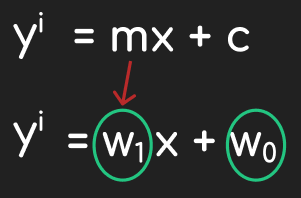 yⁱ = mx + c
yⁱ = w₁x + w₀